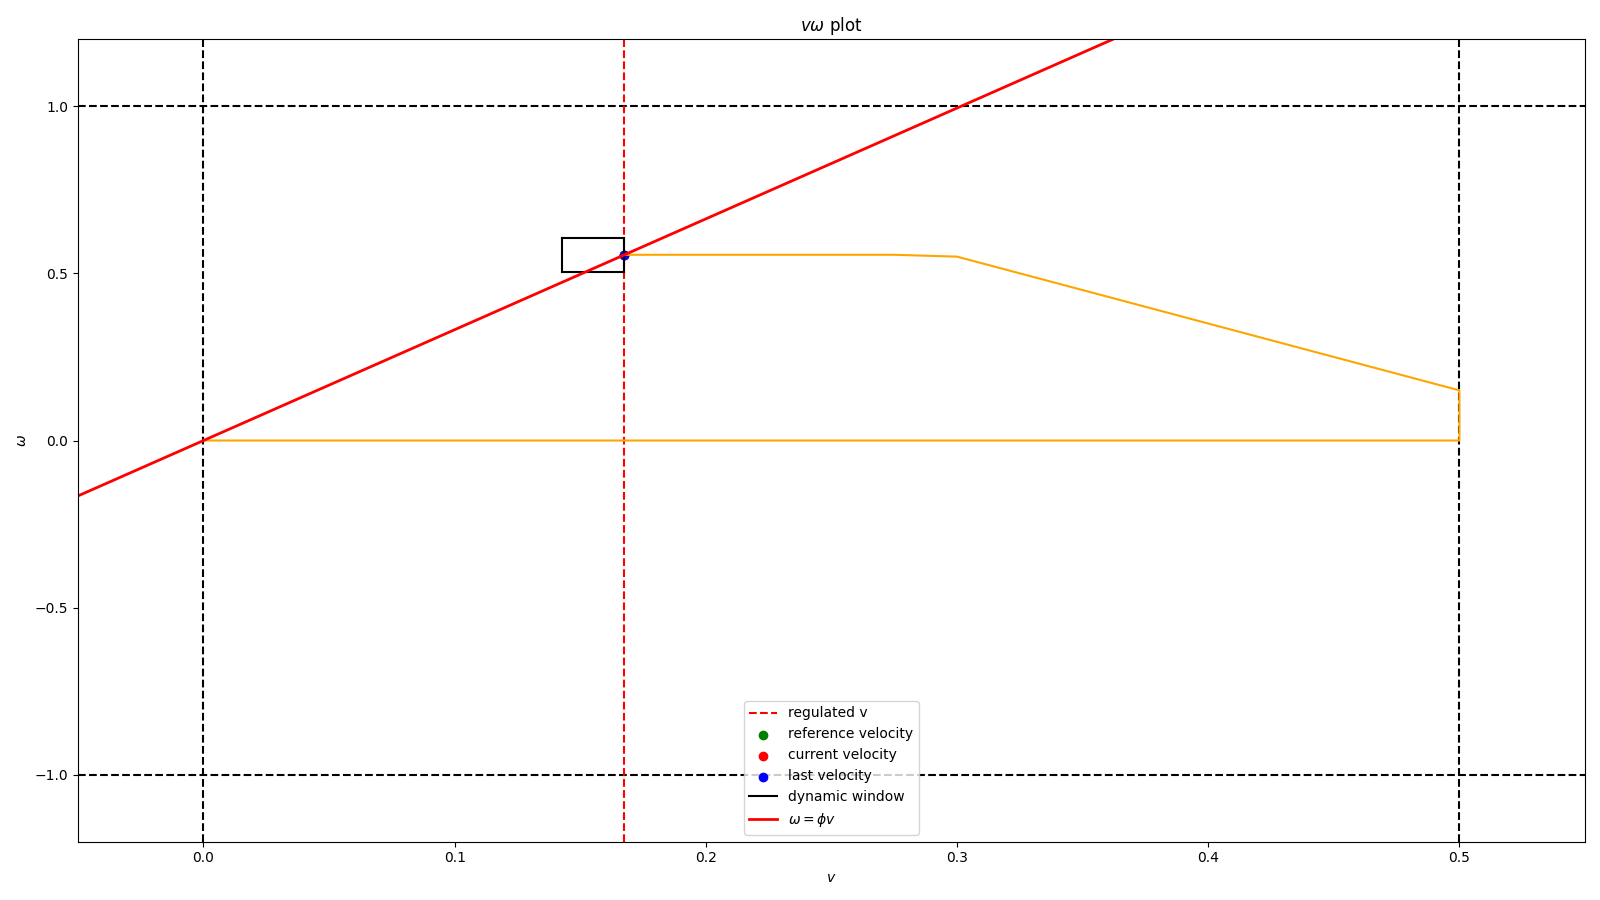 vω plot
1.0
0.5
0.0
−0.5
−1.0
ω
regulated v
reference velocity
current velocity
last velocity
dynamic window
ω = ϕv
0.0 0.1 0.2 0.3 0.4 0.5
v